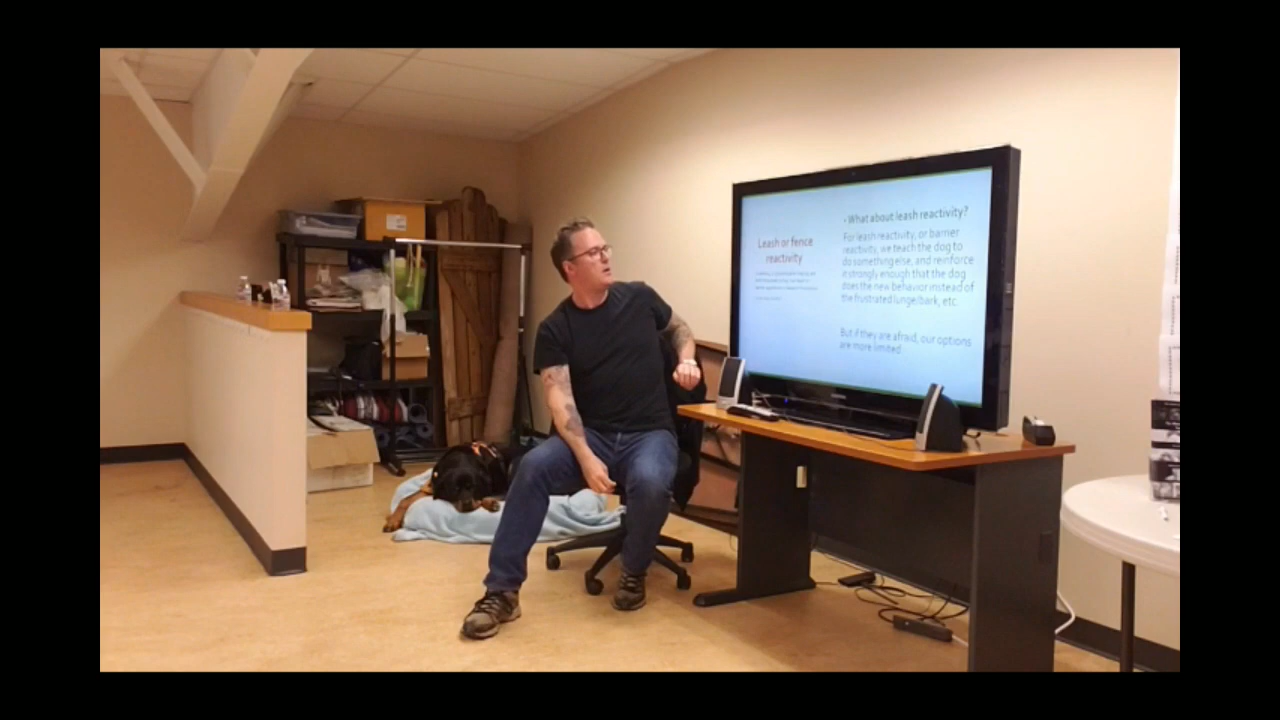 Leash or fence
reactivity
- What about leash reactivity?
For leash reactivity, or barrier
reactivity, we teach the dog to
do something else, and reinforce
it strongly enough that the dog
does the new behavior instead of
the frustrated lunge/bark, etc.
But if they are afraid, our options
are more limited